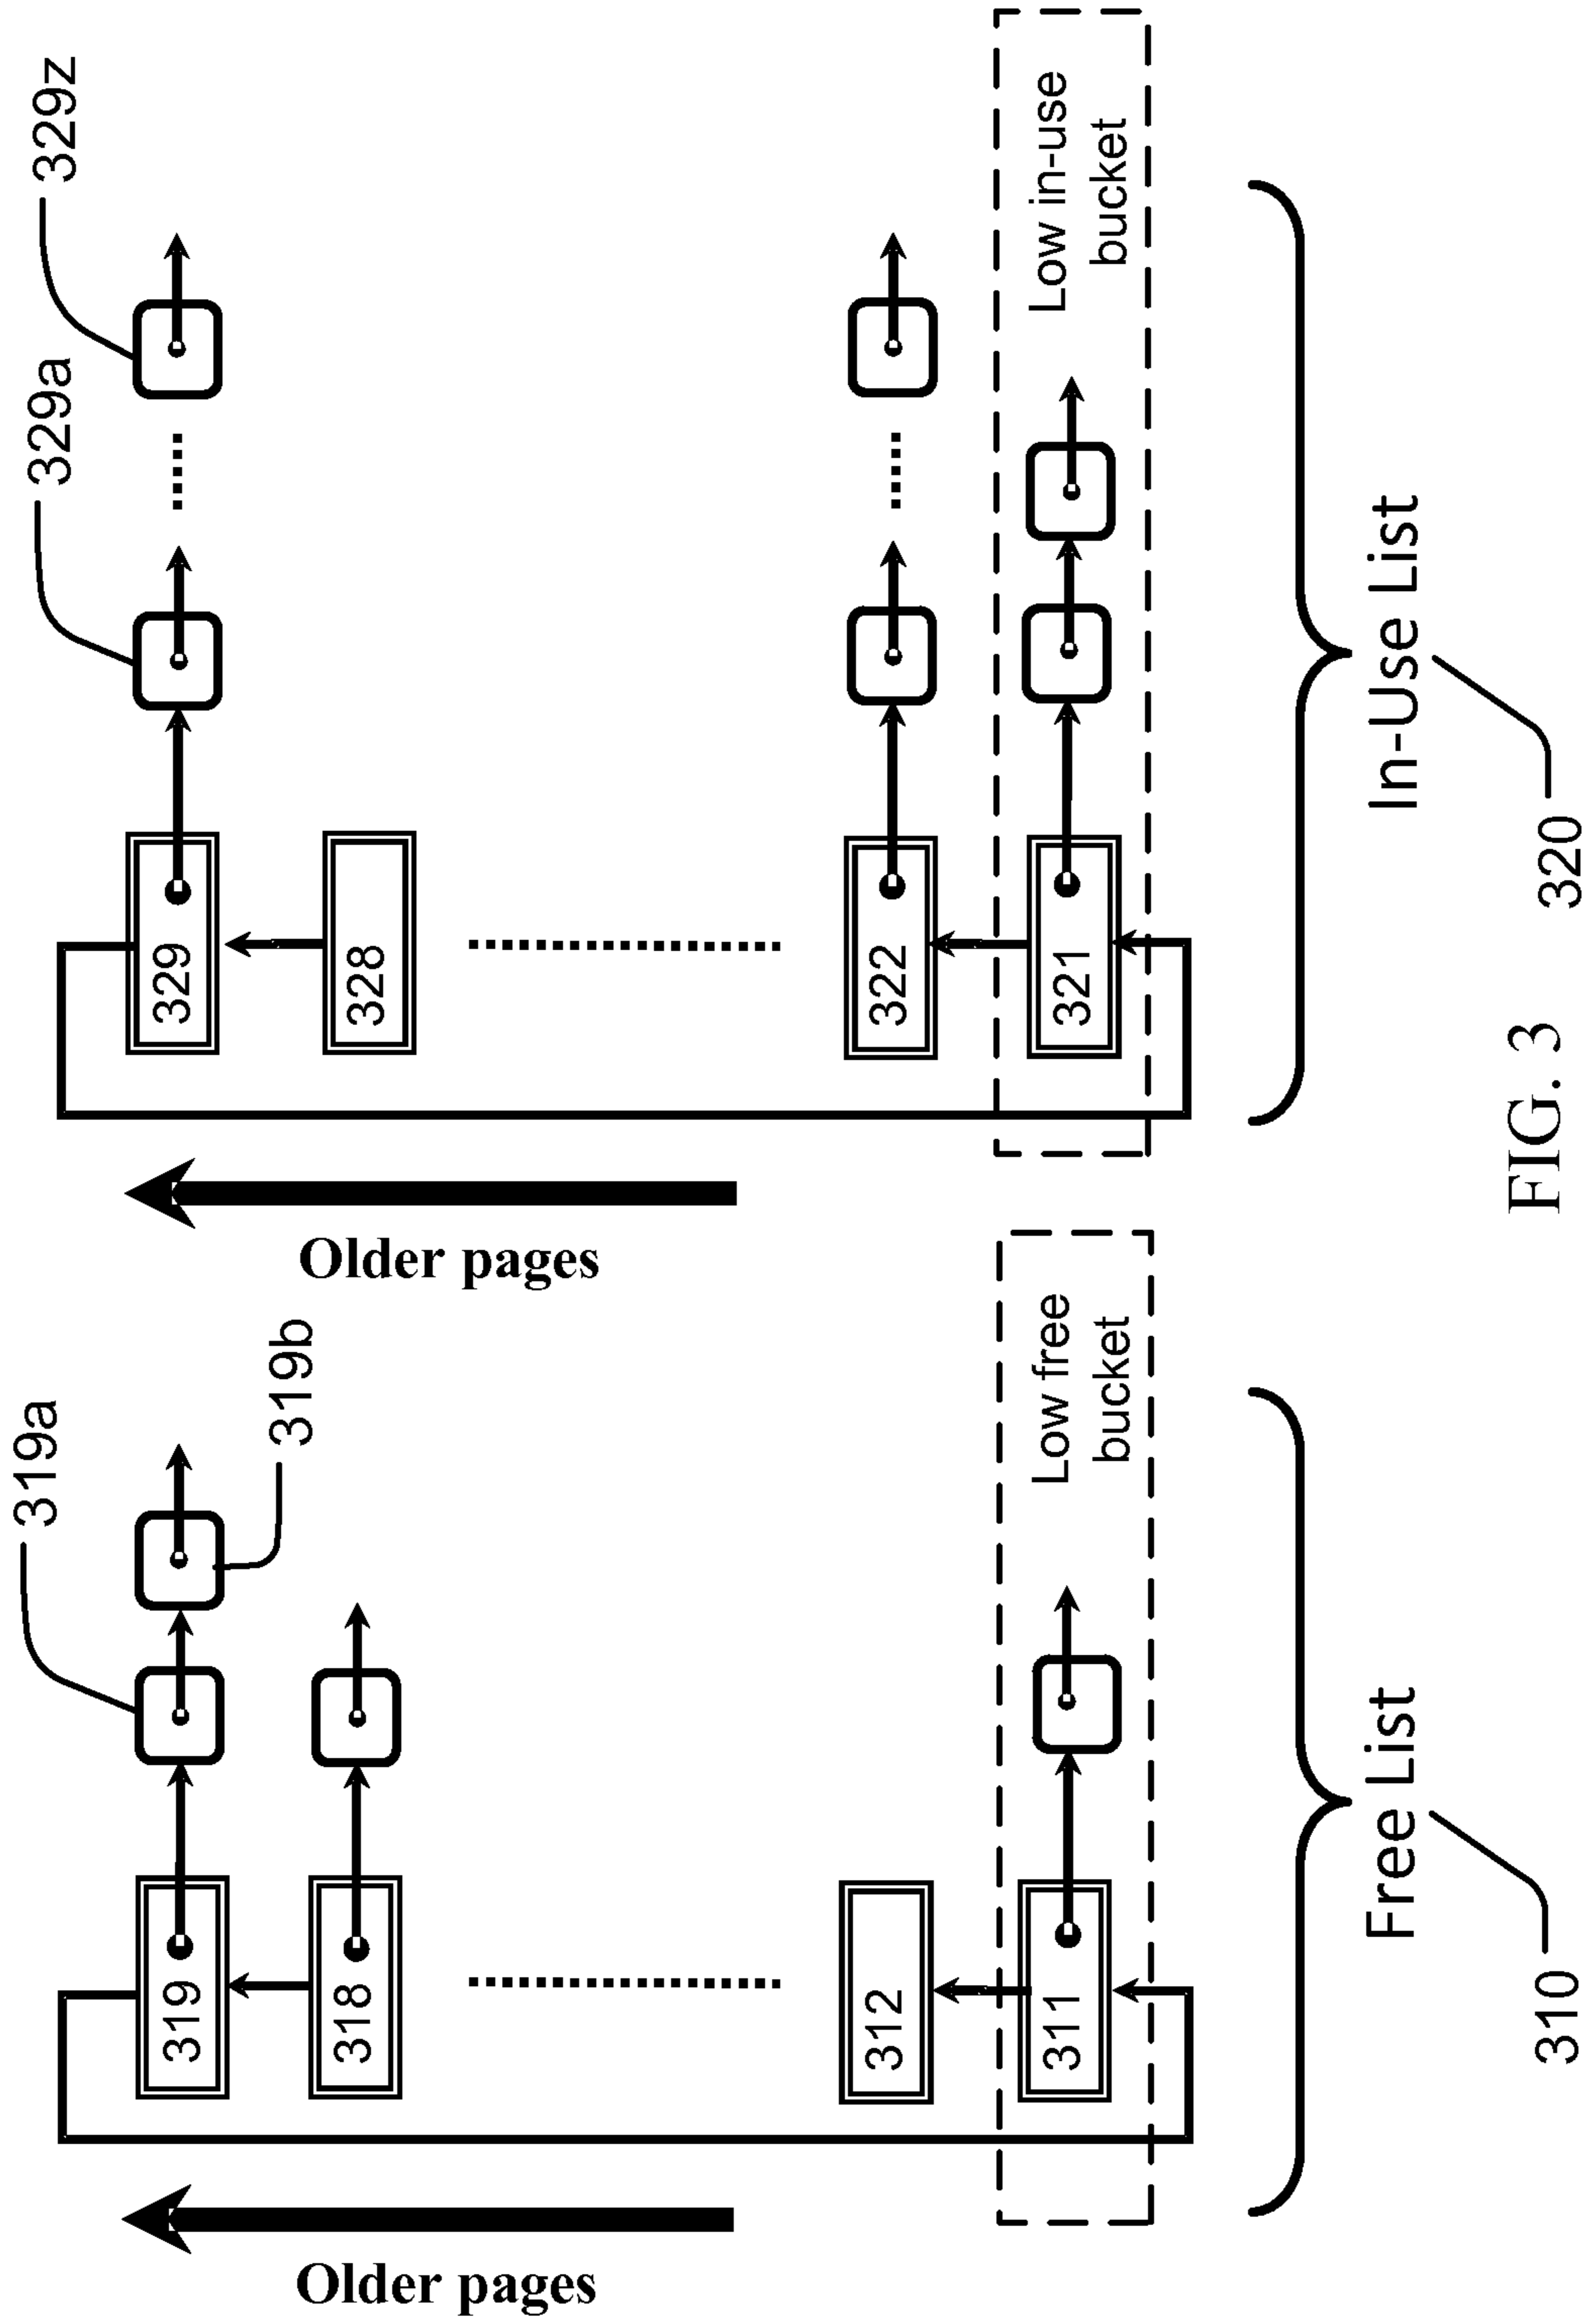 Older pages
319
318
312
311
319a
319b
Low free
bucket
Free List
310
Older pages
329
328
322
321
329a
329z
Low in-use
bucket
In-Use List
320
FIG. 3